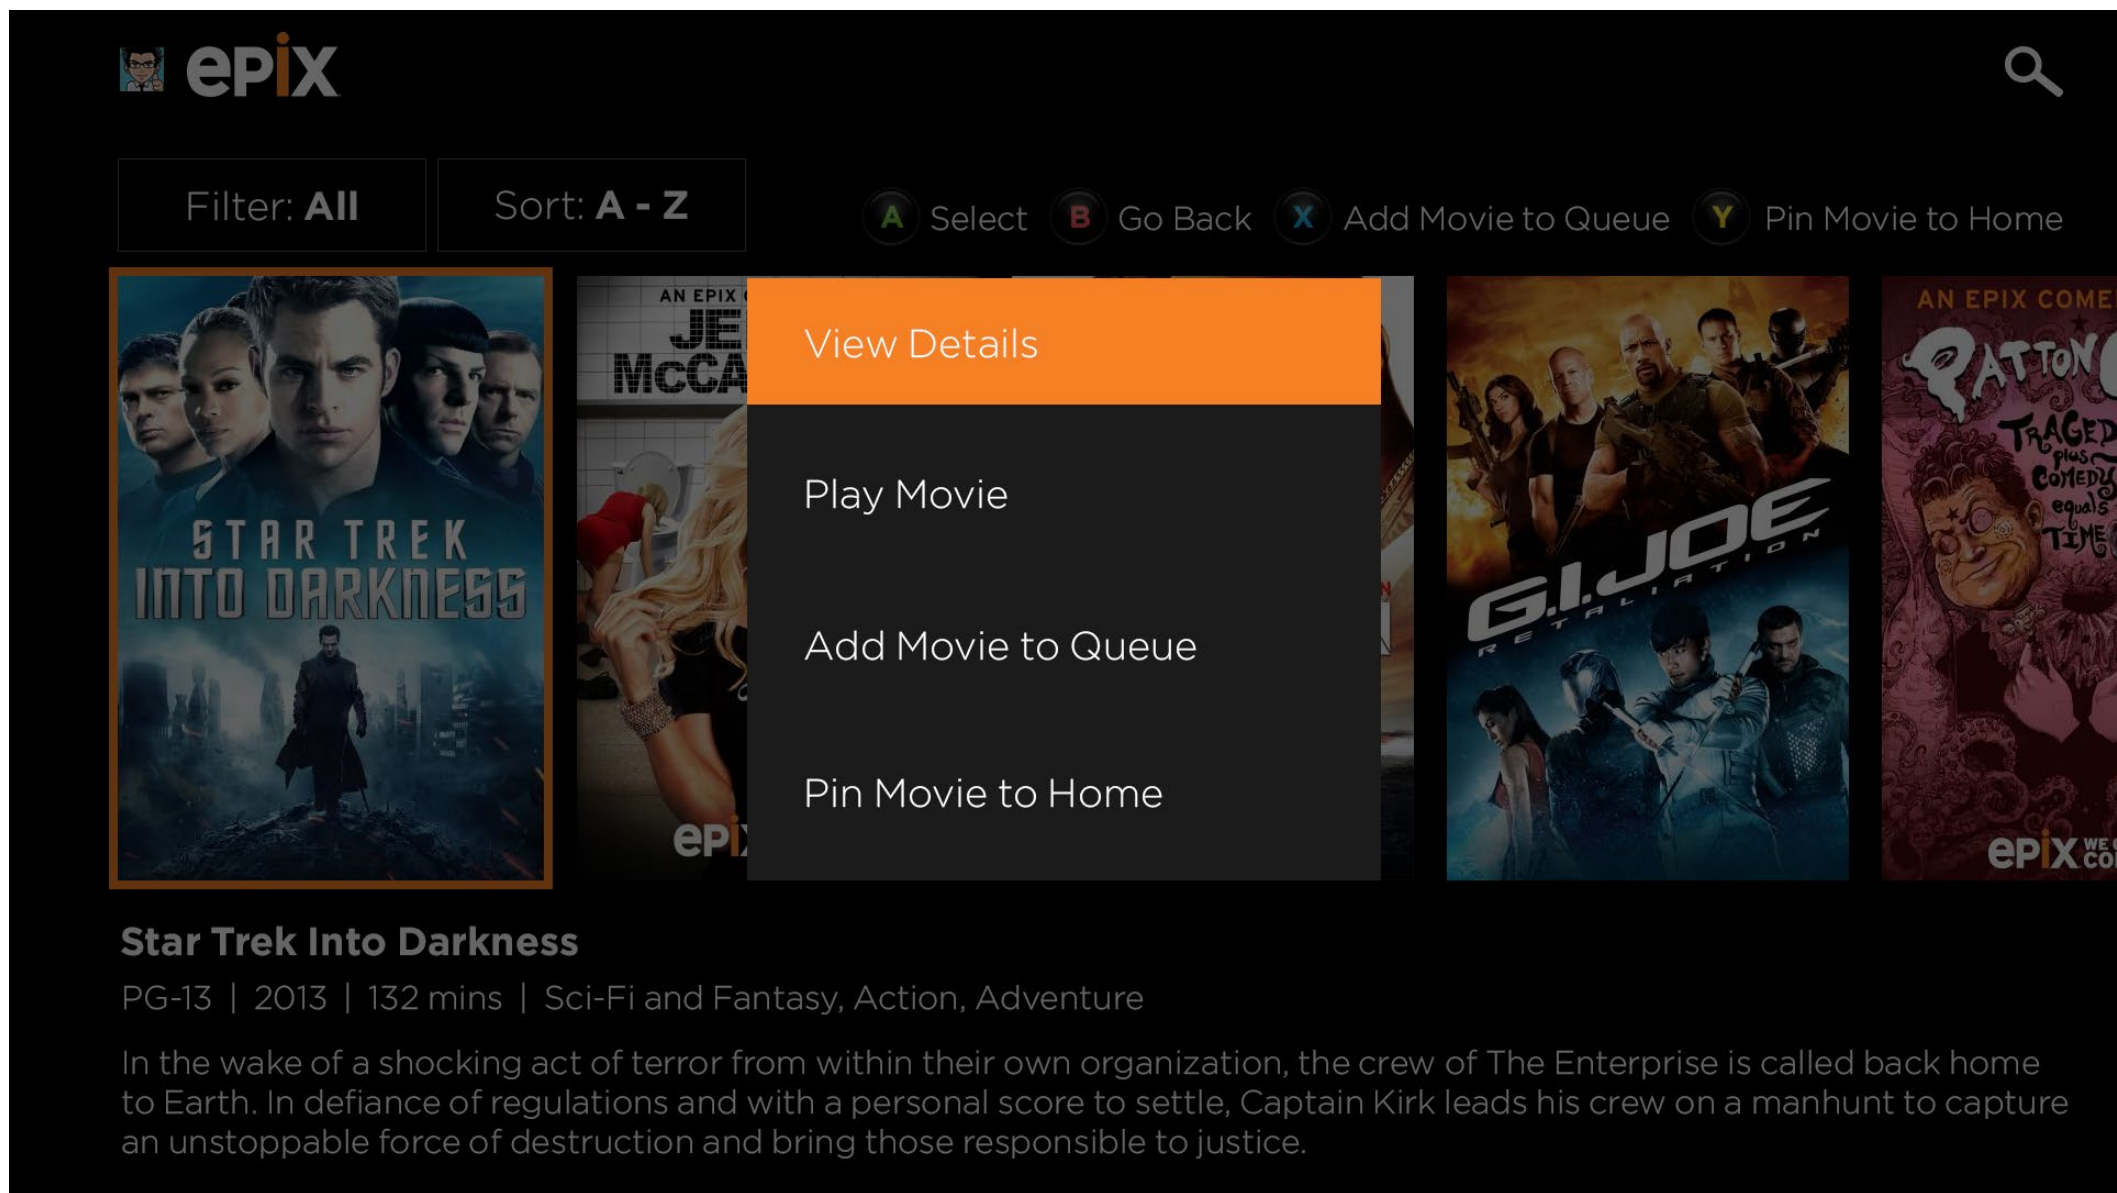 epix
Filter: All
Sort: A - Z
A Select
B Go Back
X Add Movie to Queue
Y Pin Movie to Home
STAR TREK
INTO DARKNESS
AN EPIX
epix
View Details
Play Movie
Add Movie to Queue
Pin Movie to Home
G.I.JOE
RETALIATION
AN EPIX
PATTON
plus
COMEDY
equals
TIME
epix WE
Star Trek Into Darkness
PG-13 | 2013 | 132 mins | Sci-Fi and Fantasy, Action, Adventure
In the wake of a shocking act of terror from within their own organization, the crew of The Enterprise is called back home
to Earth. In defiance of regulations and with a personal score to settle, Captain Kirk leads his crew on a manhunt to capture
an unstoppable force of destruction and bring those responsible to justice.